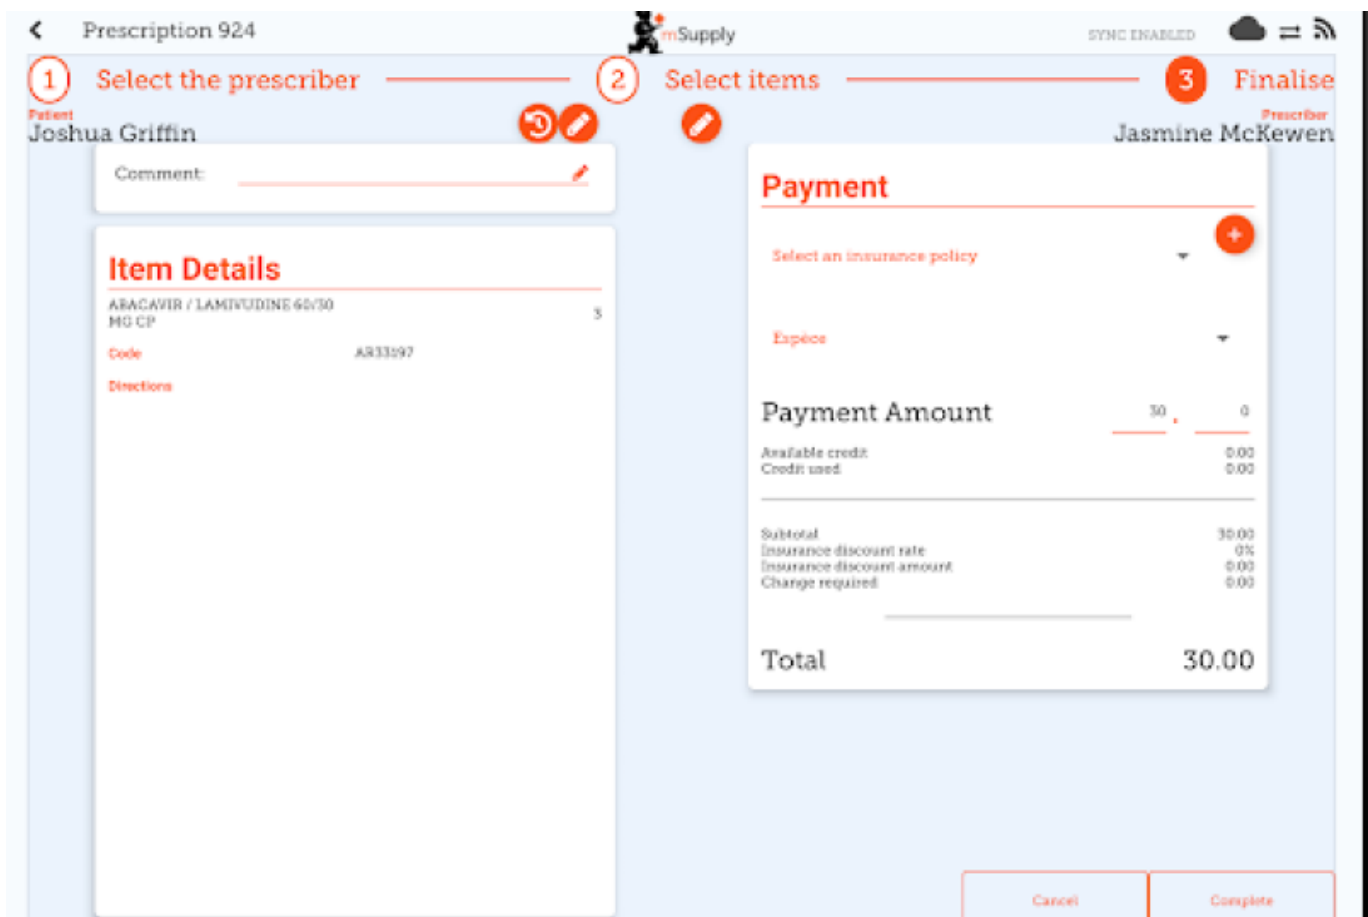 Prescription 924
mSupply
SYNC ENABLED
1 Select the prescriber
2 Select items
3 Finalise
Patient
Joshua Griffin
Prescriber
Jasmine McKewen
Comment:
Item Details
ABACAVIR / LAMIVUDINE 60/30
MG CP
3
Code AR33197
Directions
Payment
+
Select an insurance policy
Espèce
Payment Amount 30 . 0
Available credit 0.00
Credit used 0.00
Subtotal 30.00
Insurance discount rate 0%
Insurance discount amount 0.00
Change required 0.00
Total 30.00
Cancel
Complete